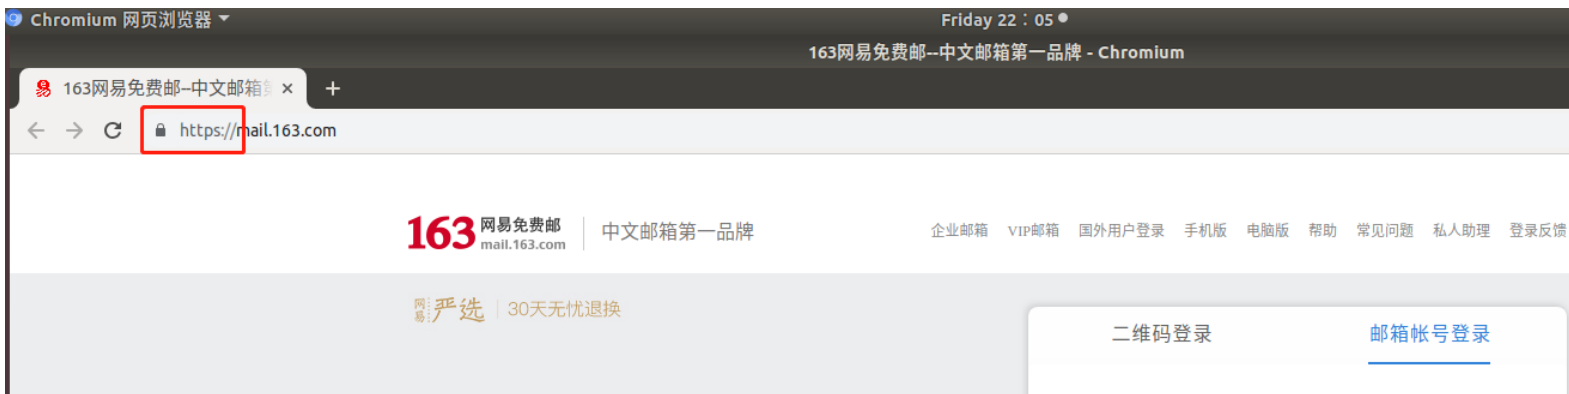 Chromium 网页浏览器
Friday 22：05
163网易免费邮--中文邮箱第一品牌 - Chromium
163网易免费邮--中文邮箱
https://mail.163.com
163 网易免费邮 中文邮箱第一品牌 企业邮箱 VIP邮箱 国外用户登录 手机版 电脑版 帮助 常见问题 私人助理 登录反馈
mail.163.com
网易严选 30天无忧退换
二维码登录 邮箱帐号登录